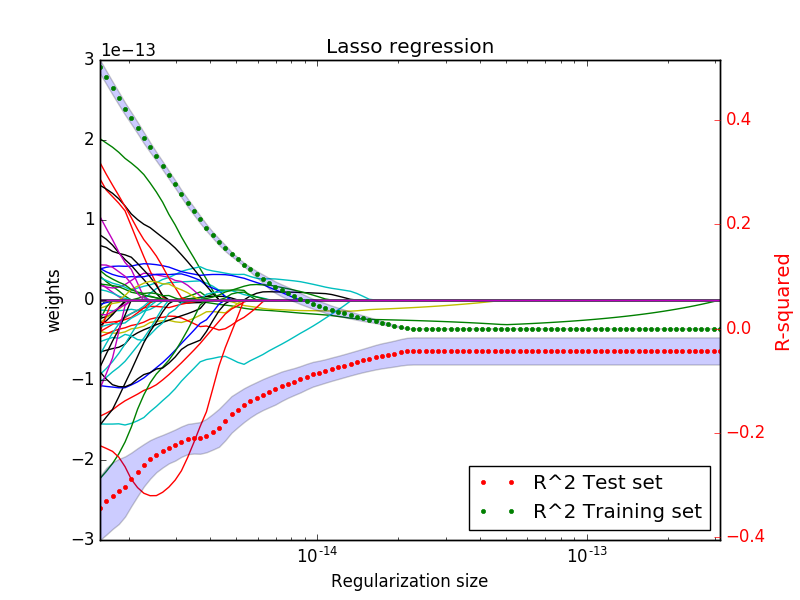 Lasso regression
1e−13
3
2
1
0
−1
−2
−3
weights
0.4
0.2
0.0
−0.2
−0.4
R-squared
R^2 Test set
R^2 Training set
10^-14
10^-13
Regularization size